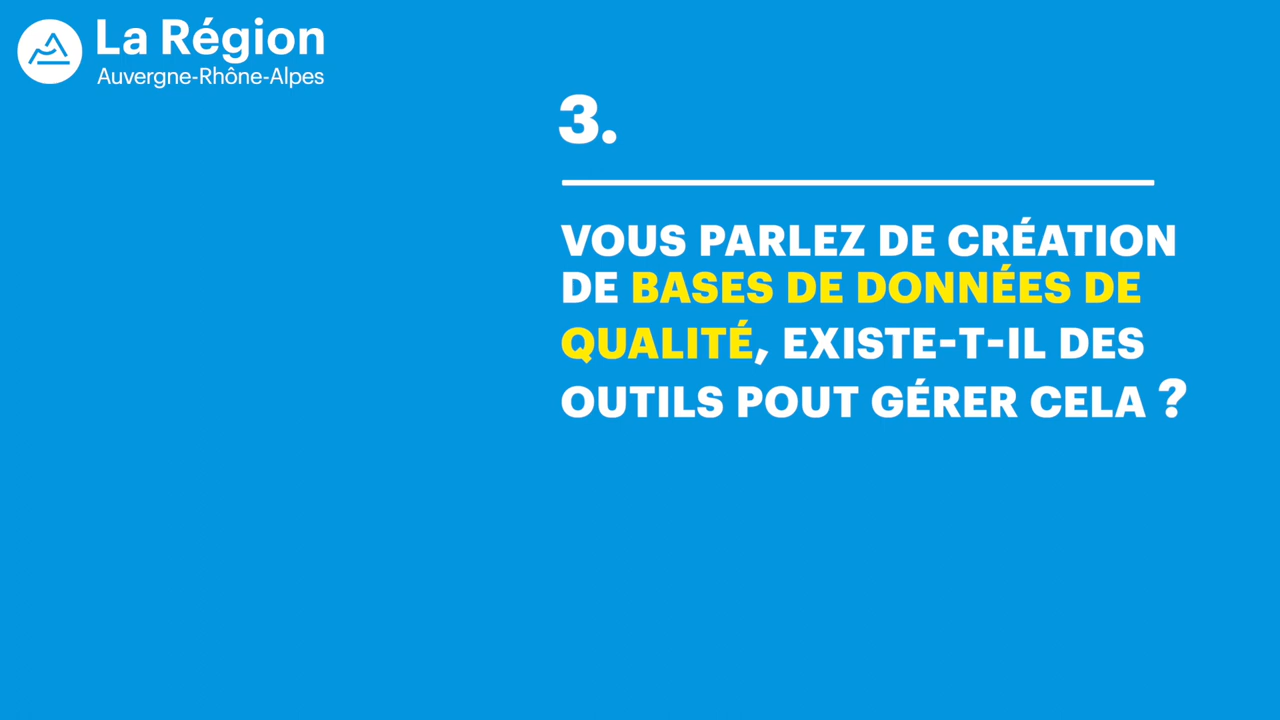 La Région
Auvergne-Rhône-Alpes
3.
VOUS PARLEZ DE CRÉATION
DE BASES DE DONNÉES DE
QUALITÉ, EXISTE-T-IL DES
OUTILS POUT GÉRER CELA ?